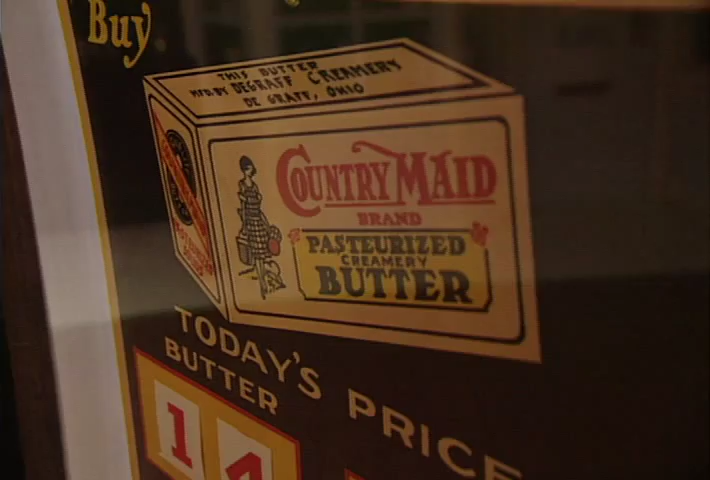 Buy
THIS BUTTER
MFD. BY DEGRAFF CREAMERY
DE GRAFF, OHIO
COUNTRY MAID
BRAND
PASTEURIZED
CREAMERY
BUTTER
TODAY'S PRICE
BUTTER
14